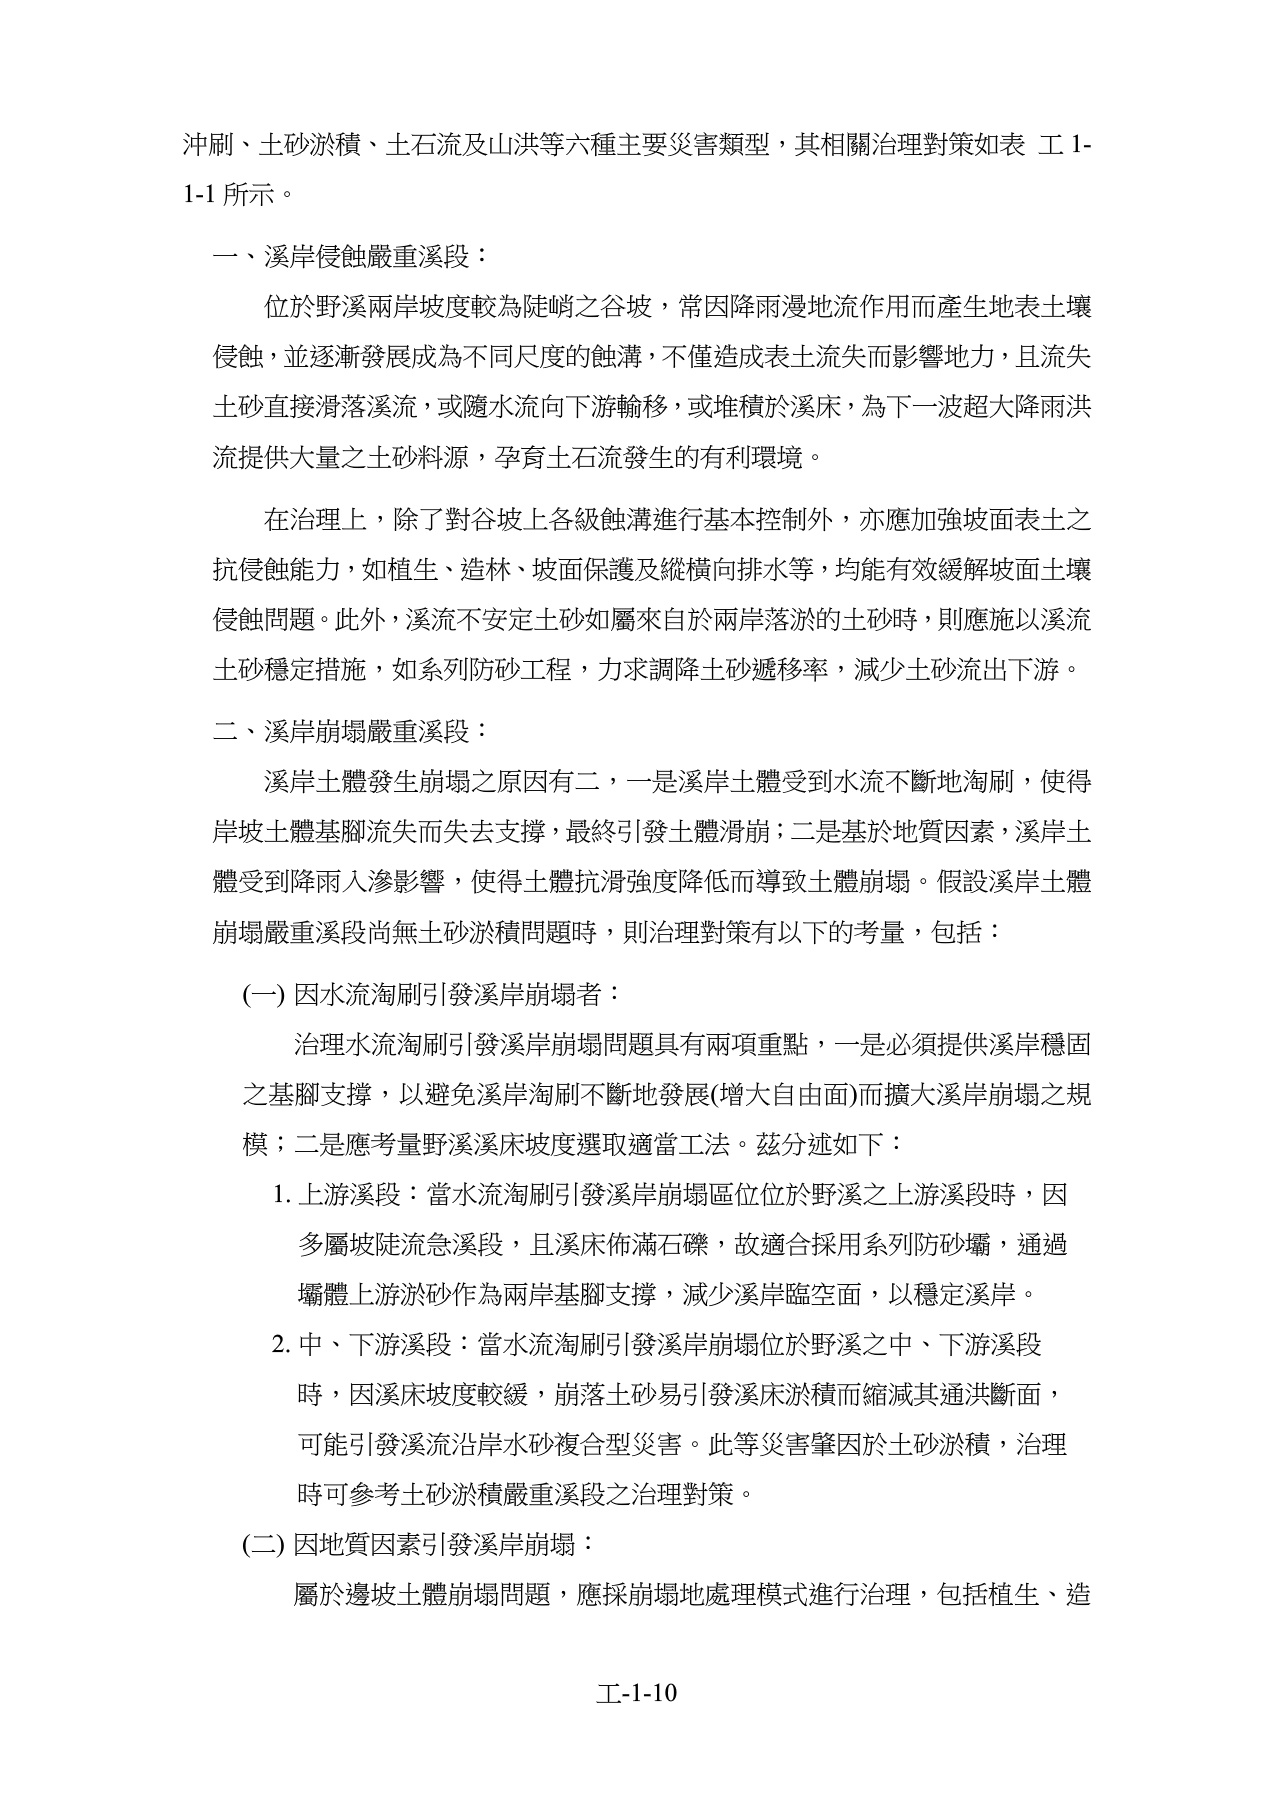 沖刷、土砂淤積、土石流及山洪等六種主要災害類型，其相關治理對策如表 工 1-
1-1 所示。
一、溪岸侵蝕嚴重溪段：
位於野溪兩岸坡度較為陡峭之谷坡，常因降雨漫地流作用而產生地表土壤
侵蝕，並逐漸發展成為不同尺度的蝕溝，不僅造成表土流失而影響地力，且流失
土砂直接滑落溪流，或隨水流向下游輸移，或堆積於溪床，為下一波超大降雨洪
流提供大量之土砂料源，孕育土石流發生的有利環境。
在治理上，除了對谷坡上各級蝕溝進行基本控制外，亦應加強坡面表土之
抗侵蝕能力，如植生、造林、坡面保護及縱橫向排水等，均能有效緩解坡面土壤
侵蝕問題。此外，溪流不安定土砂如屬來自於兩岸落淤的土砂時，則應施以溪流
土砂穩定措施，如系列防砂工程，力求調降土砂遞移率，減少土砂流出下游。
二、溪岸崩塌嚴重溪段：
溪岸土體發生崩塌之原因有二，一是溪岸土體受到水流不斷地淘刷，使得
岸坡土體基腳流失而失去支撐，最終引發土體滑崩；二是基於地質因素，溪岸土
體受到降雨入滲影響，使得土體抗滑強度降低而導致土體崩塌。假設溪岸土體
崩塌嚴重溪段尚無土砂淤積問題時，則治理對策有以下的考量，包括：
(一) 因水流淘刷引發溪岸崩塌者：
治理水流淘刷引發溪岸崩塌問題具有兩項重點，一是必須提供溪岸穩固
之基腳支撐，以避免溪岸淘刷不斷地發展(增大自由面)而擴大溪岸崩塌之規
模；二是應考量野溪溪床坡度選取適當工法。茲分述如下：
1. 上游溪段：當水流淘刷引發溪岸崩塌區位位於野溪之上游溪段時，因
多屬坡陡流急溪段，且溪床佈滿石礫，故適合採用系列防砂壩，通過
壩體上游淤砂作為兩岸基腳支撐，減少溪岸臨空面，以穩定溪岸。
2. 中、下游溪段：當水流淘刷引發溪岸崩塌位於野溪之中、下游溪段
時，因溪床坡度較緩，崩落土砂易引發溪床淤積而縮減其通洪斷面，
可能引發溪流沿岸水砂複合型災害。此等災害肇因於土砂淤積，治理
時可參考土砂淤積嚴重溪段之治理對策。
(二) 因地質因素引發溪岸崩塌：
屬於邊坡土體崩塌問題，應採崩塌地處理模式進行治理，包括植生、造
工-1-10